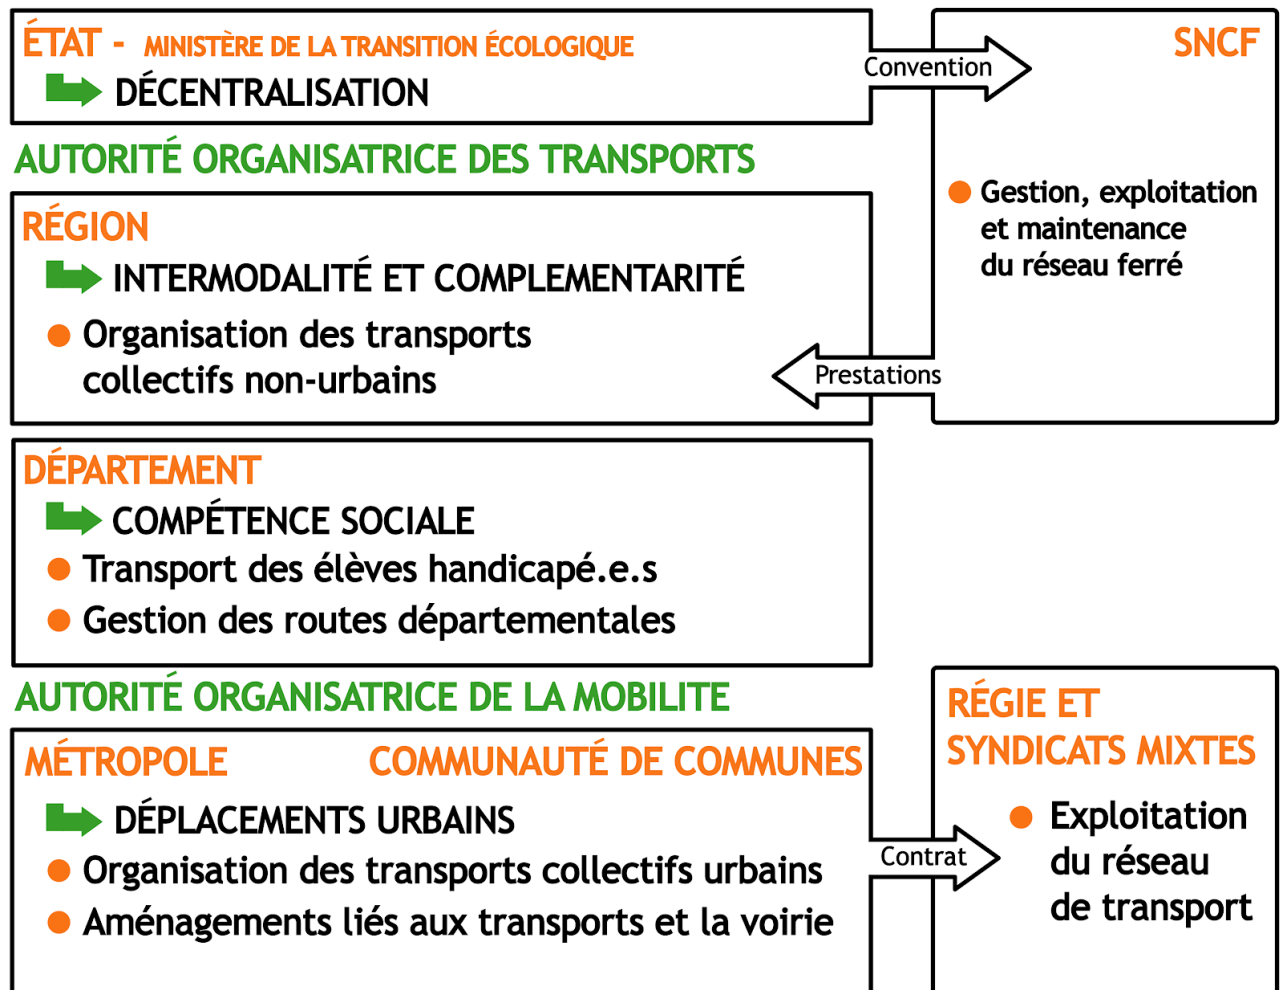 ÉTAT - MINISTÈRE DE LA TRANSITION ÉCOLOGIQUE
DÉCENTRALISATION
Convention
SNCF
Gestion, exploitation
et maintenance
du réseau ferré
AUTORITÉ ORGANISATRICE DES TRANSPORTS
RÉGION
INTERMODALITÉ ET COMPLEMENTARITÉ
Organisation des transports
collectifs non-urbains
Prestations
DÉPARTEMENT
COMPÉTENCE SOCIALE
Transport des élèves handicapé.e.s
Gestion des routes départementales
AUTORITÉ ORGANISATRICE DE LA MOBILITE
MÉTROPOLE COMMUNAUTÉ DE COMMUNES
DÉPLACEMENTS URBAINS
Organisation des transports collectifs urbains
Aménagements liés aux transports et la voirie
Contrat
RÉGIE ET
SYNDICATS MIXTES
Exploitation
du réseau
de transport